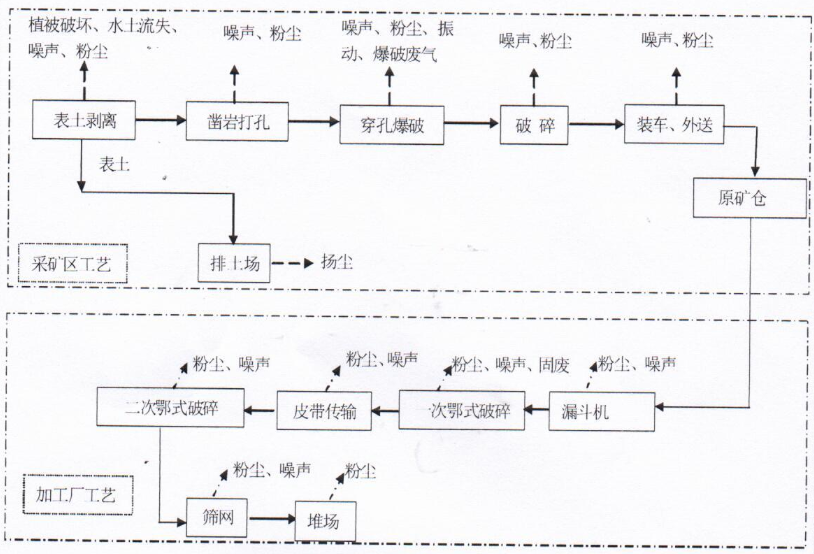 植被破坏、水土流失、
噪声、粉尘
噪声、粉尘
噪声、粉尘、振
动、爆破废气
噪声、粉尘
噪声、粉尘
表土剥离
凿岩打孔
穿孔爆破
破碎
装车、外送
表土
原矿仓
采矿区工艺
排土场
扬尘
粉尘、噪声
粉尘、噪声
粉尘、噪声、固废
粉尘、噪声
二次鄂式破碎
皮带传输
一次鄂式破碎
漏斗机
粉尘、噪声
粉尘
加工厂工艺
筛网
堆场